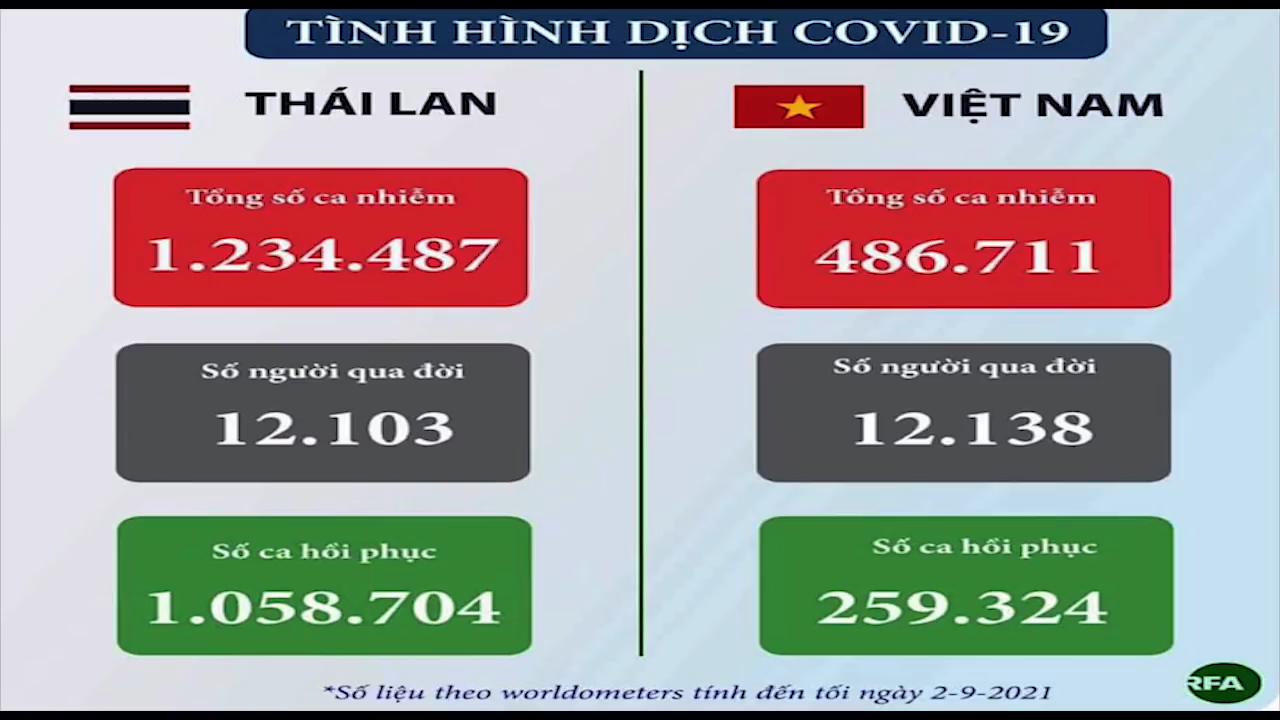 TÌNH HÌNH DỊCH COVID-19
THÁI LAN
Tổng số ca nhiễm
1.234.487
Số người qua đời
12.103
Số ca hồi phục
1.058.704
VIỆT NAM
Tổng số ca nhiễm
486.711
Số người qua đời
12.138
Số ca hồi phục
259.324
*Số liệu theo worldometers tính đến tối ngày 2-9-2021
RFA